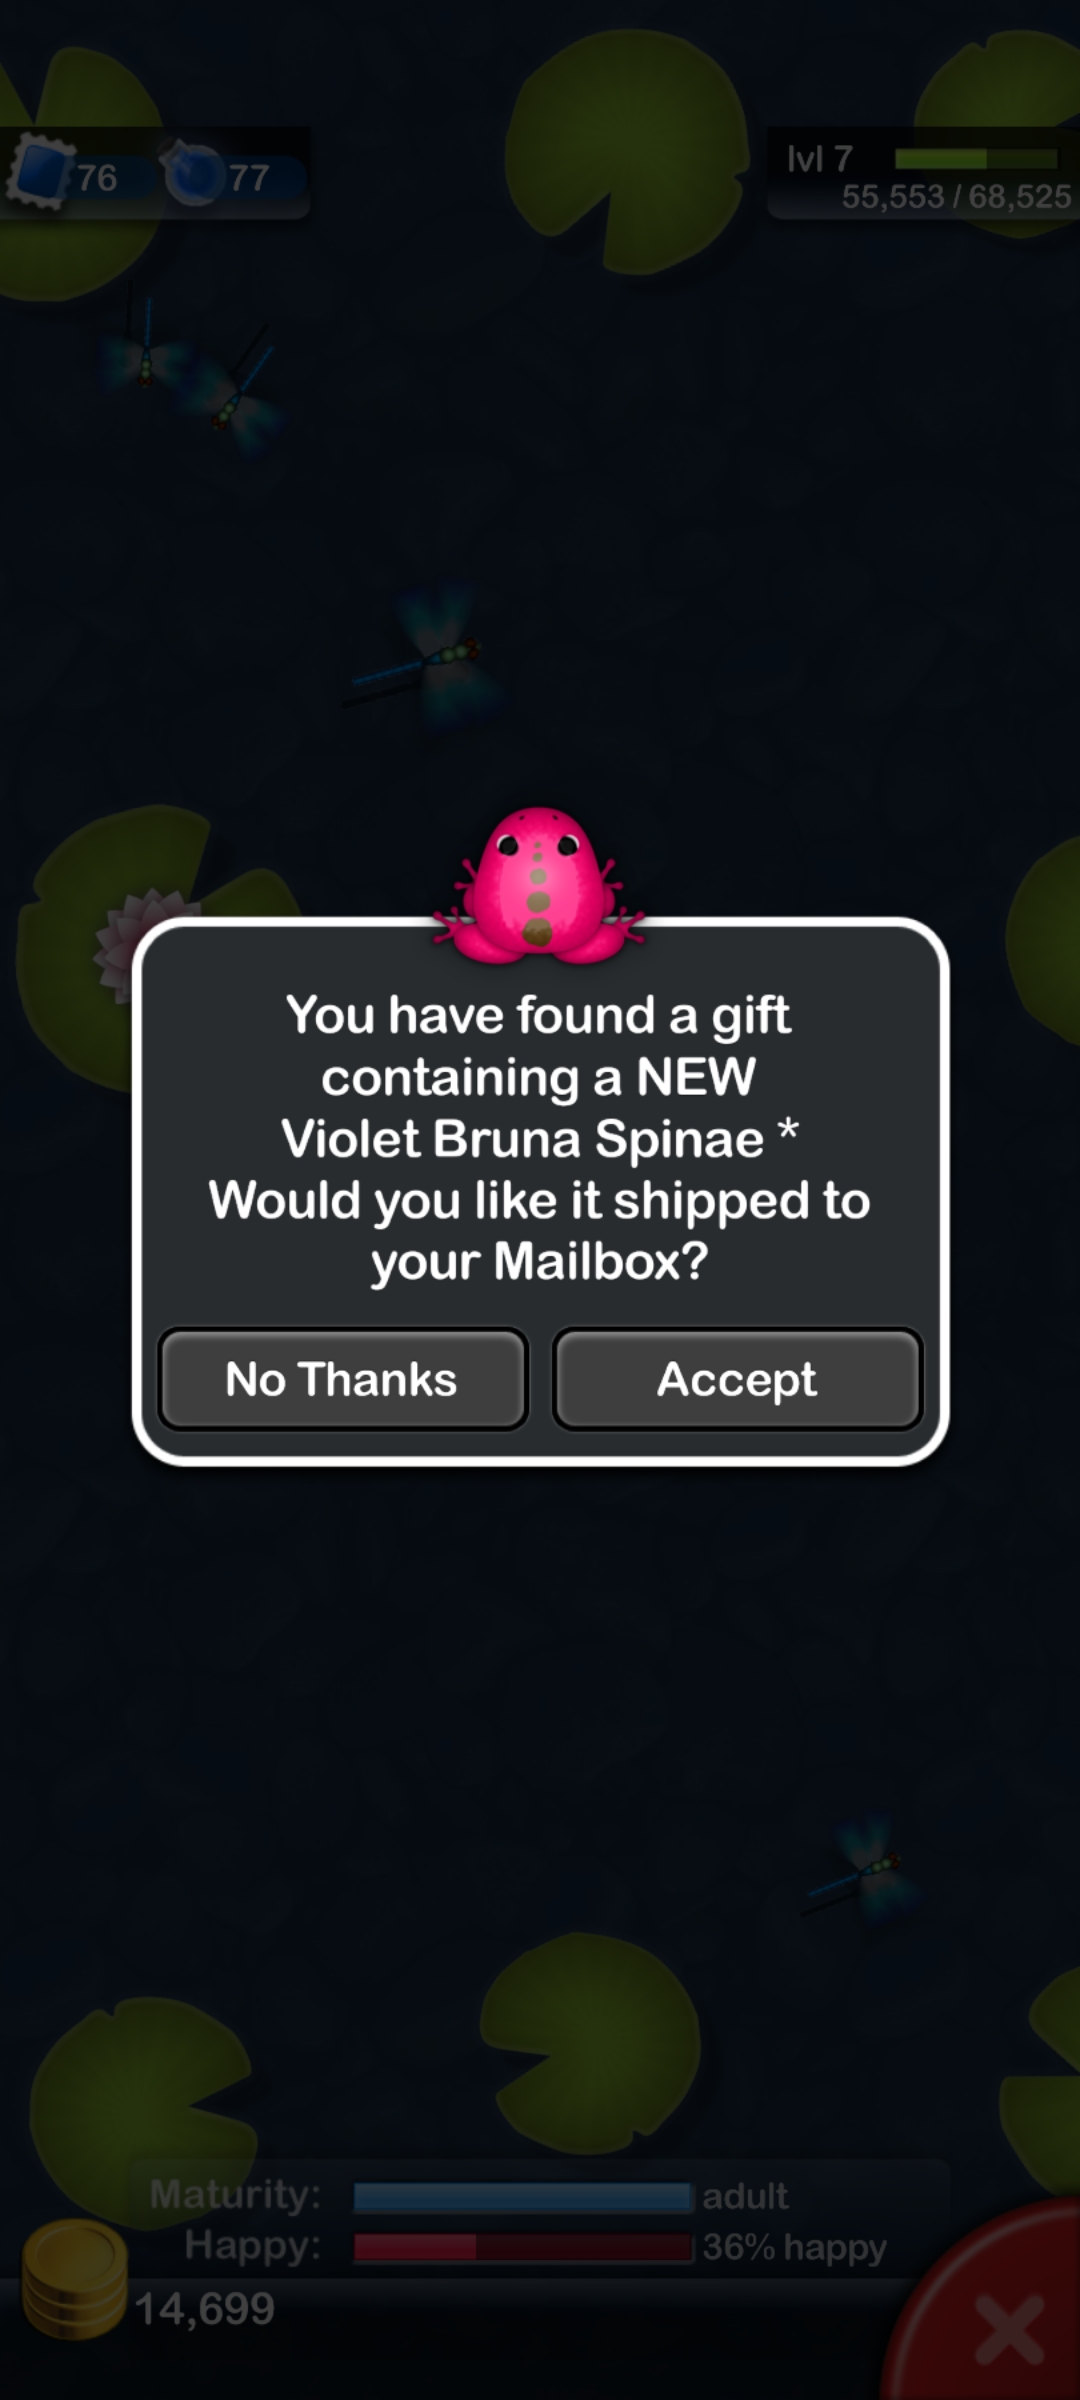 76 77
lvl 7
55,553 / 68,525
You have found a gift
containing a NEW
Violet Bruna Spinae *
Would you like it shipped to
your Mailbox?
No Thanks Accept
Maturity: adult
Happy: 36% happy
14,699